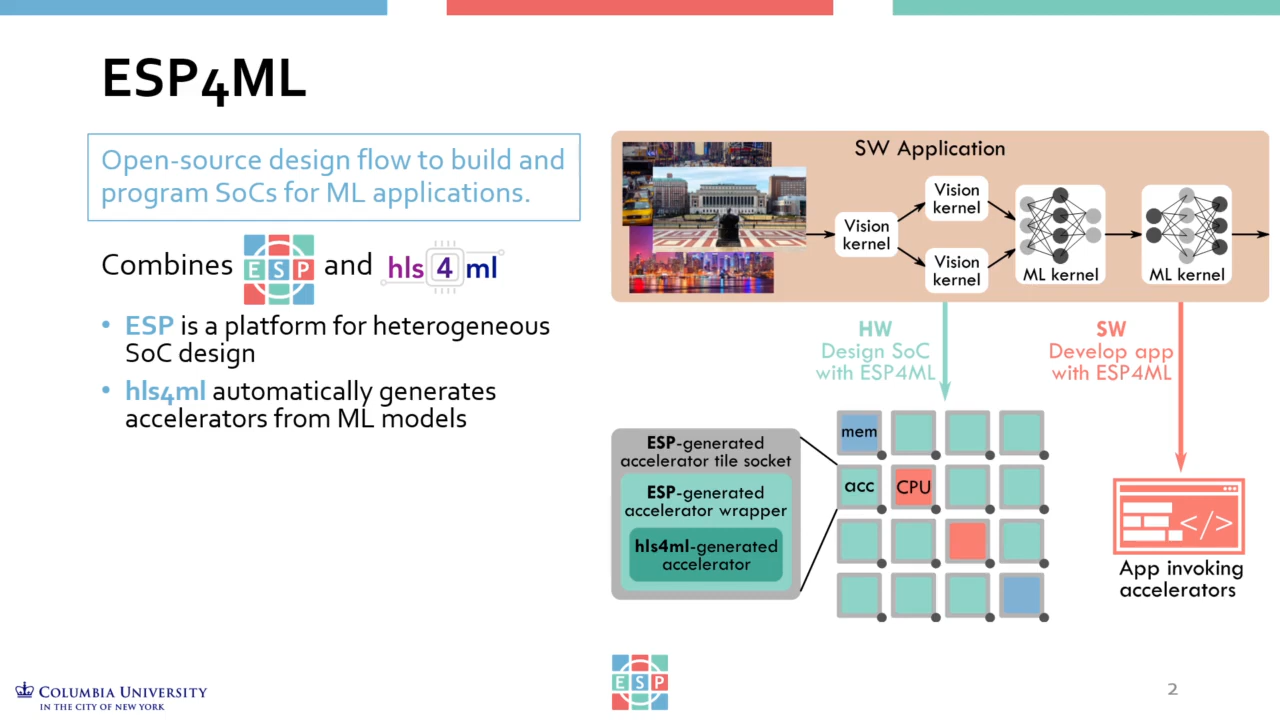 ESP4ML
Open-source design flow to build and
program SoCs for ML applications.
Combines ESP and hls 4 ml
• ESP is a platform for heterogeneous
SoC design
• hls4ml automatically generates
accelerators from ML models
SW Application
Vision
kernel
Vision
kernel
Vision
kernel
ML kernel
ML kernel
HW
Design SoC
with ESP4ML
SW
Develop app
with ESP4ML
ESP-generated
accelerator tile socket
ESP-generated
accelerator wrapper
hls4ml-generated
accelerator
mem
acc
CPU
</>
App invoking
accelerators
COLUMBIA UNIVERSITY
IN THE CITY OF NEW YORK
ESP
2